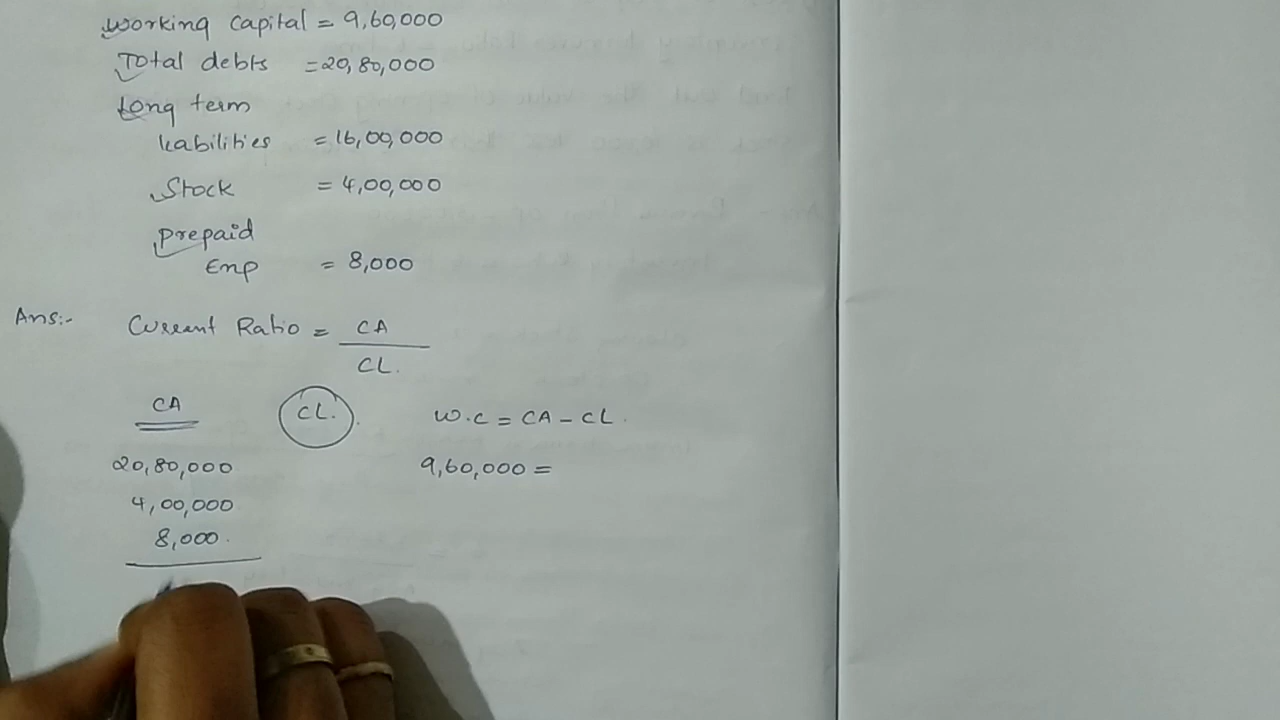 Working Capital = 9,60,000
Total debts = 20,80,000
Long term
liabilities = 16,00,000
Stock = 4,00,000
Prepaid
Exp = 8,000
Ans:- Current Ratio = CA
CL.
CA CL. W.C = CA - CL.
20,80,000 9,60,000 =
4,00,000
8,000.